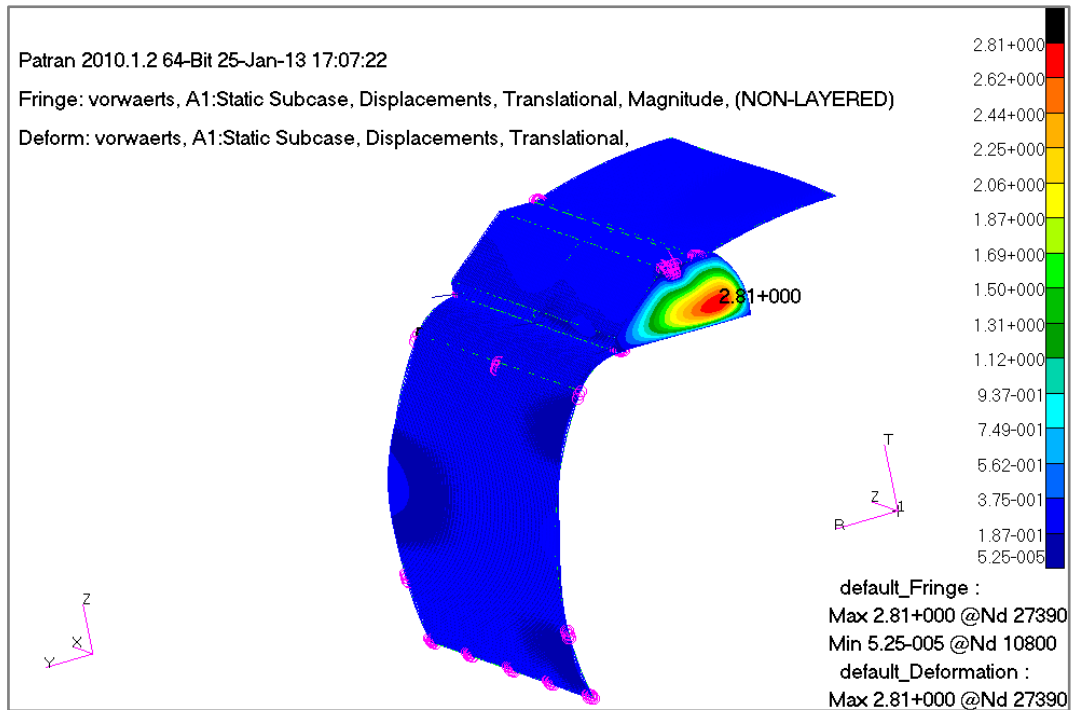 Patran 2010.1.2 64-Bit 25-Jan-13 17:07:22
Fringe: vorwaerts, A1:Static Subcase, Displacements, Translational, Magnitude, (NON-LAYERED)
Deform: vorwaerts, A1:Static Subcase, Displacements, Translational,
2.81+000
2.62+000
2.44+000
2.25+000
2.06+000
1.87+000
1.69+000
1.50+000
1.31+000
1.12+000
9.37-001
7.49-001
5.62-001
3.75-001
1.87-001
5.25-005
2.81+000
T
Z
R
1
Z
X
Y
default_Fringe :
Max 2.81+000 @Nd 27390
Min 5.25-005 @Nd 10800
default_Deformation :
Max 2.81+000 @Nd 27390